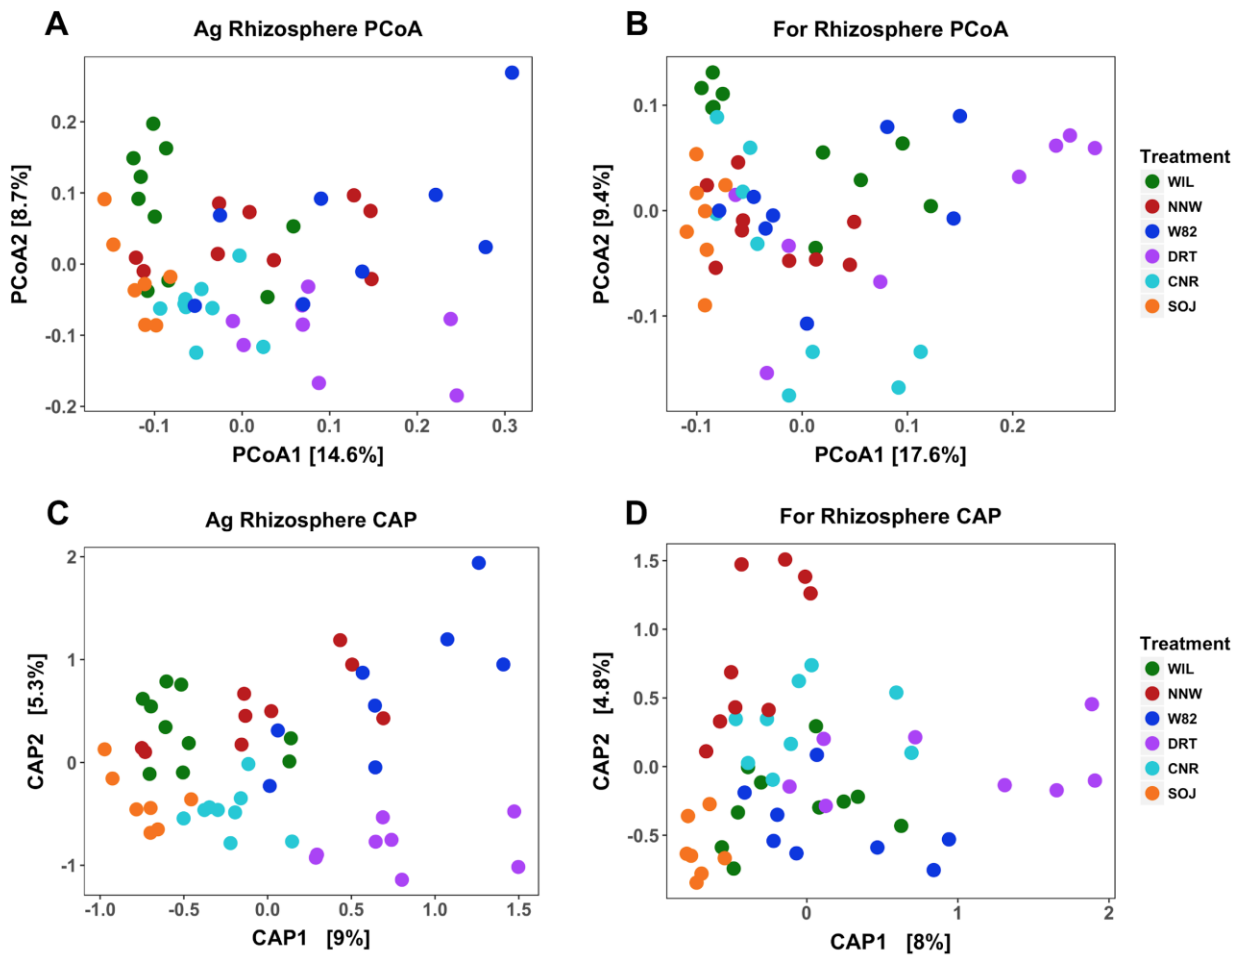 A
Ag Rhizosphere PCoA
0.2
0.1
0.0
-0.1
-0.2
PCoA2 [8.7%]
-0.1
0.0
0.1
0.2
0.3
PCoA1 [14.6%]
B
For Rhizosphere PCoA
0.1
0.0
-0.1
PCoA2 [9.4%]
-0.1
0.0
0.1
0.2
PCoA1 [17.6%]
Treatment
WIL
NNW
W82
DRT
CNR
SOJ
C
Ag Rhizosphere CAP
2
1
0
-1
CAP2 [5.3%]
-1.0
-0.5
0.0
0.5
1.0
1.5
CAP1 [9%]
D
For Rhizosphere CAP
1.5
1.0
0.5
0.0
-0.5
CAP2 [4.8%]
0
1
2
CAP1 [8%]
Treatment
WIL
NNW
W82
DRT
CNR
SOJ